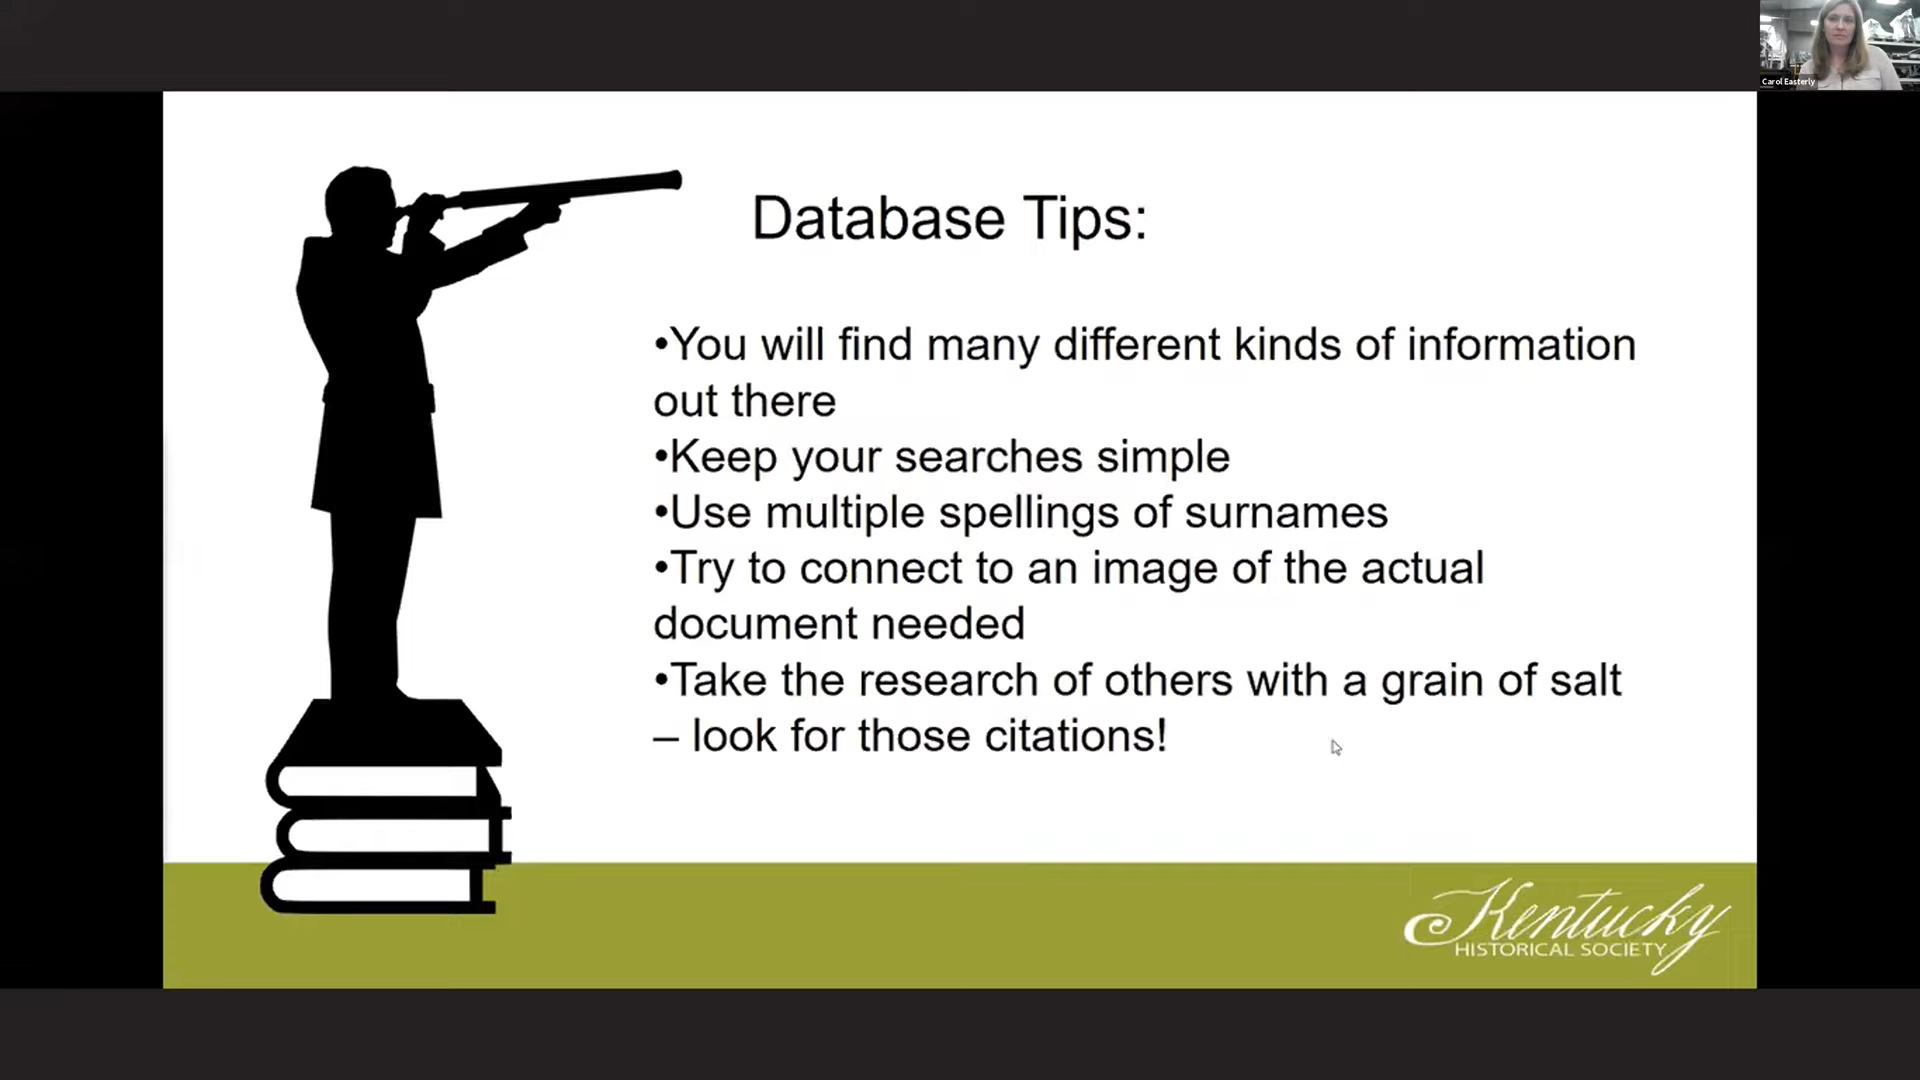 Carol Easterly
Database Tips:
•You will find many different kinds of information
out there
•Keep your searches simple
•Use multiple spellings of surnames
•Try to connect to an image of the actual
document needed
•Take the research of others with a grain of salt
– look for those citations!
Kentucky
HISTORICAL SOCIETY